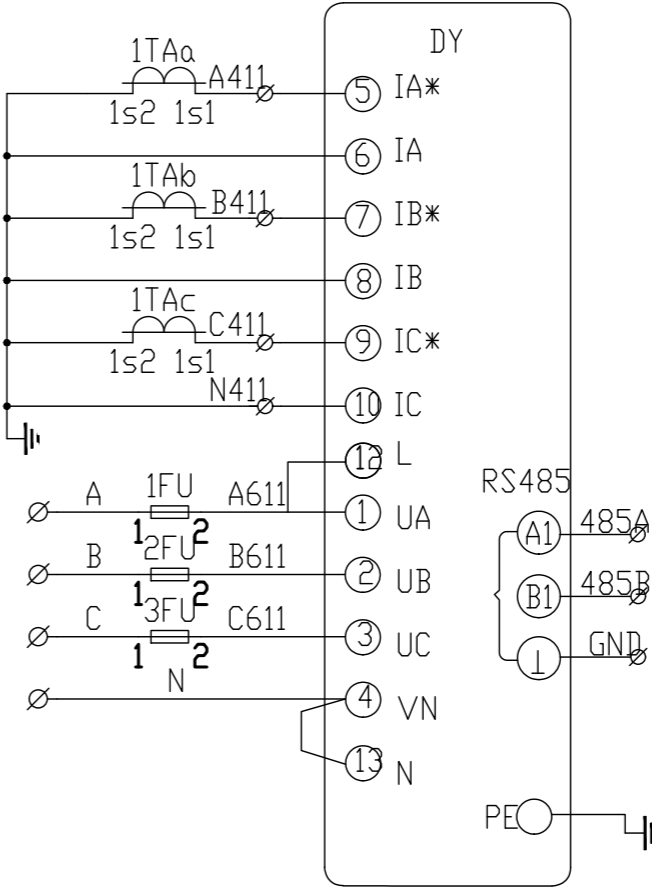 DY
1TAa A411
5 IA*
1s2 1s1
6 IA
1TAb B411
7 IB*
1s2 1s1
8 IB
1TAc C411
9 IC*
1s2 1s1
N411
10 IC
12 L
RS485
A 1FU A611
1 UA
A1 485A
1 2
B 2FU B611
2 UB
B1 485B
1 2
C 3FU C611
3 UC
GND
1 2
N
4 VN
13 N
PE